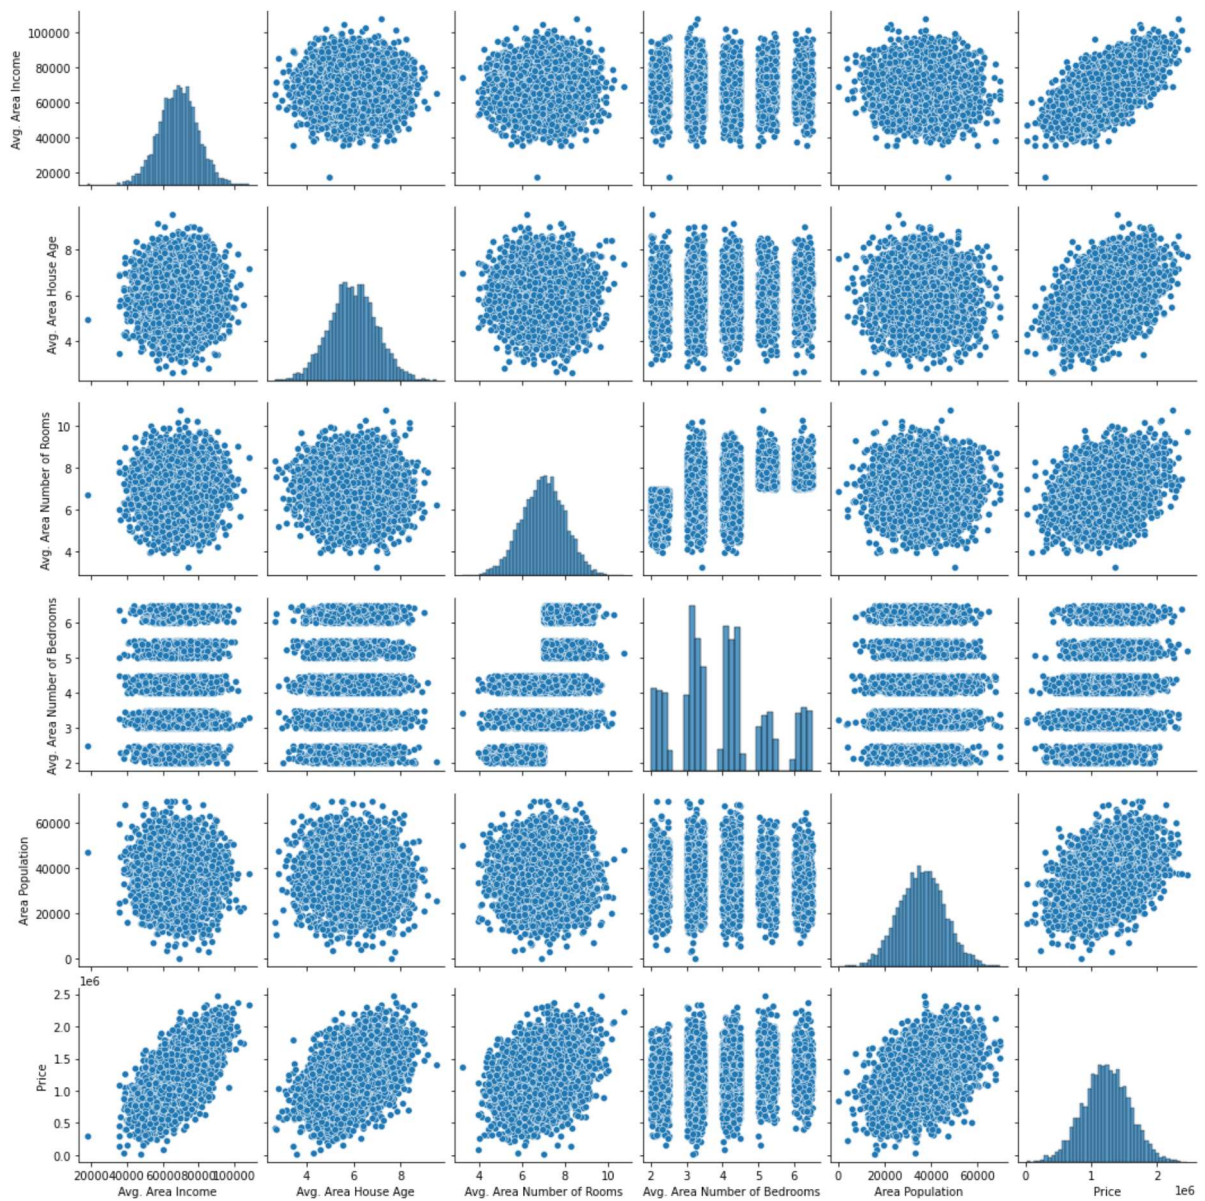 100000
80000
60000
40000
20000
Avg. Area Income
8
6
4
Avg. Area House Age
10
8
6
4
Avg. Area Number of Rooms
6
5
4
3
2
Avg. Area Number of Bedrooms
60000
40000
20000
0
Area Population
1e6
2.5
2.0
1.5
1.0
0.5
0.0
Price
20000 40000 60000 80000 100000
Avg. Area Income
4 6 8
Avg. Area House Age
4 6 8 10
Avg. Area Number of Rooms
2 3 4 5 6
Avg. Area Number of Bedrooms
0 20000 40000 60000
Area Population
0 1 2
Price
1e6